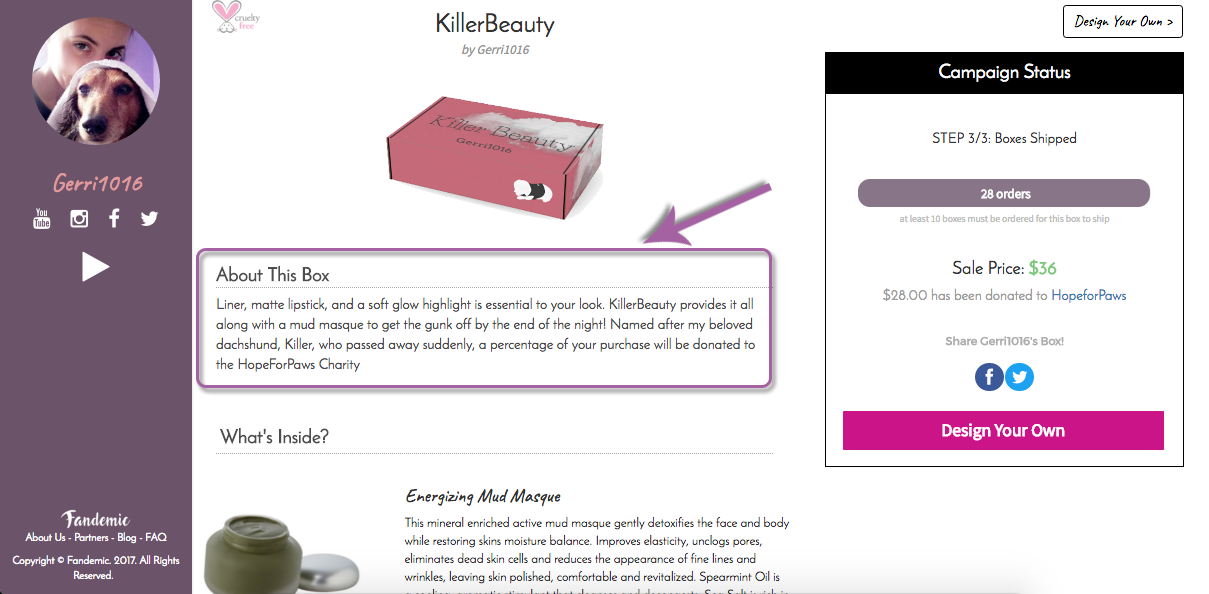 cruelty
free
KillerBeauty
by Gerri1016
Design Your Own >
Killer Beauty
Gerri1016
Gerri1016
You
Tube
Campaign Status
STEP 3/3: Boxes Shipped
28 orders
at least 10 boxes must be ordered for this box to ship
Sale Price: $36
$28.00 has been donated to HopeforPaws
Share Gerri1016's Box!
Design Your Own
About This Box
Liner, matte lipstick, and a soft glow highlight is essential to your look. KillerBeauty provides it all
along with a mud masque to get the gunk off by the end of the night! Named after my beloved
dachshund, Killer, who passed away suddenly, a percentage of your purchase will be donated to
the HopeForPaws Charity
What's Inside?
Energizing Mud Masque
This mineral enriched active mud masque gently detoxifies the face and body
while restoring skins moisture balance. Improves elasticity, unclogs pores,
eliminates dead skin cells and reduces the appearance of fine lines and
wrinkles, leaving skin polished, comfortable and revitalized. Spearmint Oil is
Fandemic
About Us - Partners - Blog - FAQ
Copyright © Fandemic. 2017. All Rights
Reserved.